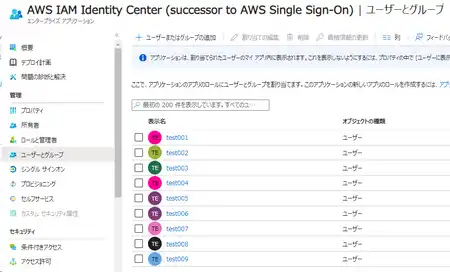 AWS IAM Identity Center (successor to AWS Single Sign-On) | ユーザーとグループ
エンタープライズ アプリケーション
概要
デプロイ計画
問題の診断と解決
管理
プロパティ
所有者
ロールと管理者
ユーザーとグループ
シングル サインオン
プロビジョニング
セルフサービス
カスタム セキュリティ属性
セキュリティ
条件付きアクセス
アクセス許可
ユーザーまたはグループの追加
割り当ての編集
削除
資格情報の更新
列
フィードバッ
アプリケーションは、割り当てられたユーザーのマイ アプリ内に表示されます。これを表示しないようにするには、プロパティの中で [ユーザーに表示
ここで、アプリケーションのアプリのロールにユーザーとグループを割り当てます。このアプリケーションの新しいアプリのロールを作成するには、アプ
最初の 200 件を表示しています。すべてのユ...
表示名 オブジェクトの種類
TE test001 ユーザー
TE test002 ユーザー
TE test003 ユーザー
TE test004 ユーザー
TE test005 ユーザー
TE test006 ユーザー
TE test007 ユーザー
TE test008 ユーザー
TE test009 ユーザー